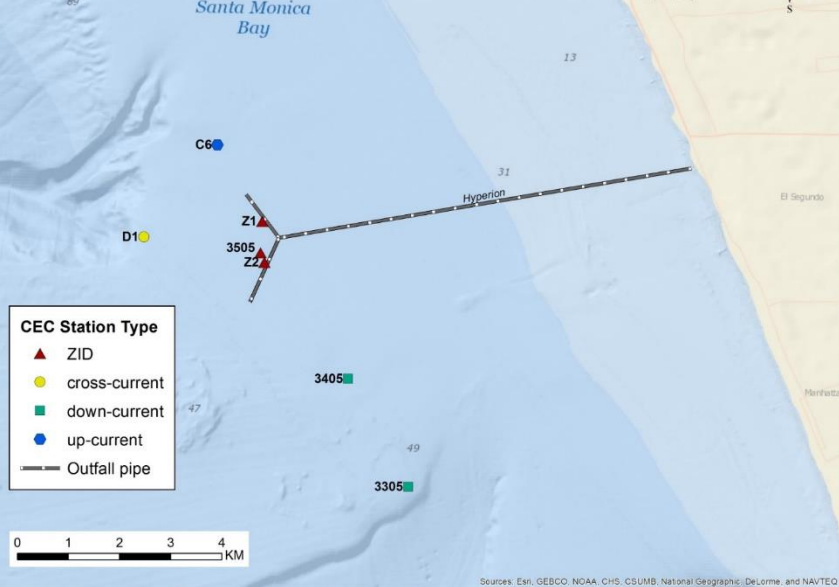 89
S
Santa Monica
Bay
13
C6
31
Hyperion
El Segundo
Z1
D1
3505
Z2
CEC Station Type
ZID
cross-current
down-current
up-current
Outfall pipe
3405
Manhatta
47
49
3305
0 1 2 3 4
KM
Sources: Esri, GEBCO, NOAA, CHS, CSUMB, National Geographic, DeLorme, and NAVTEQ